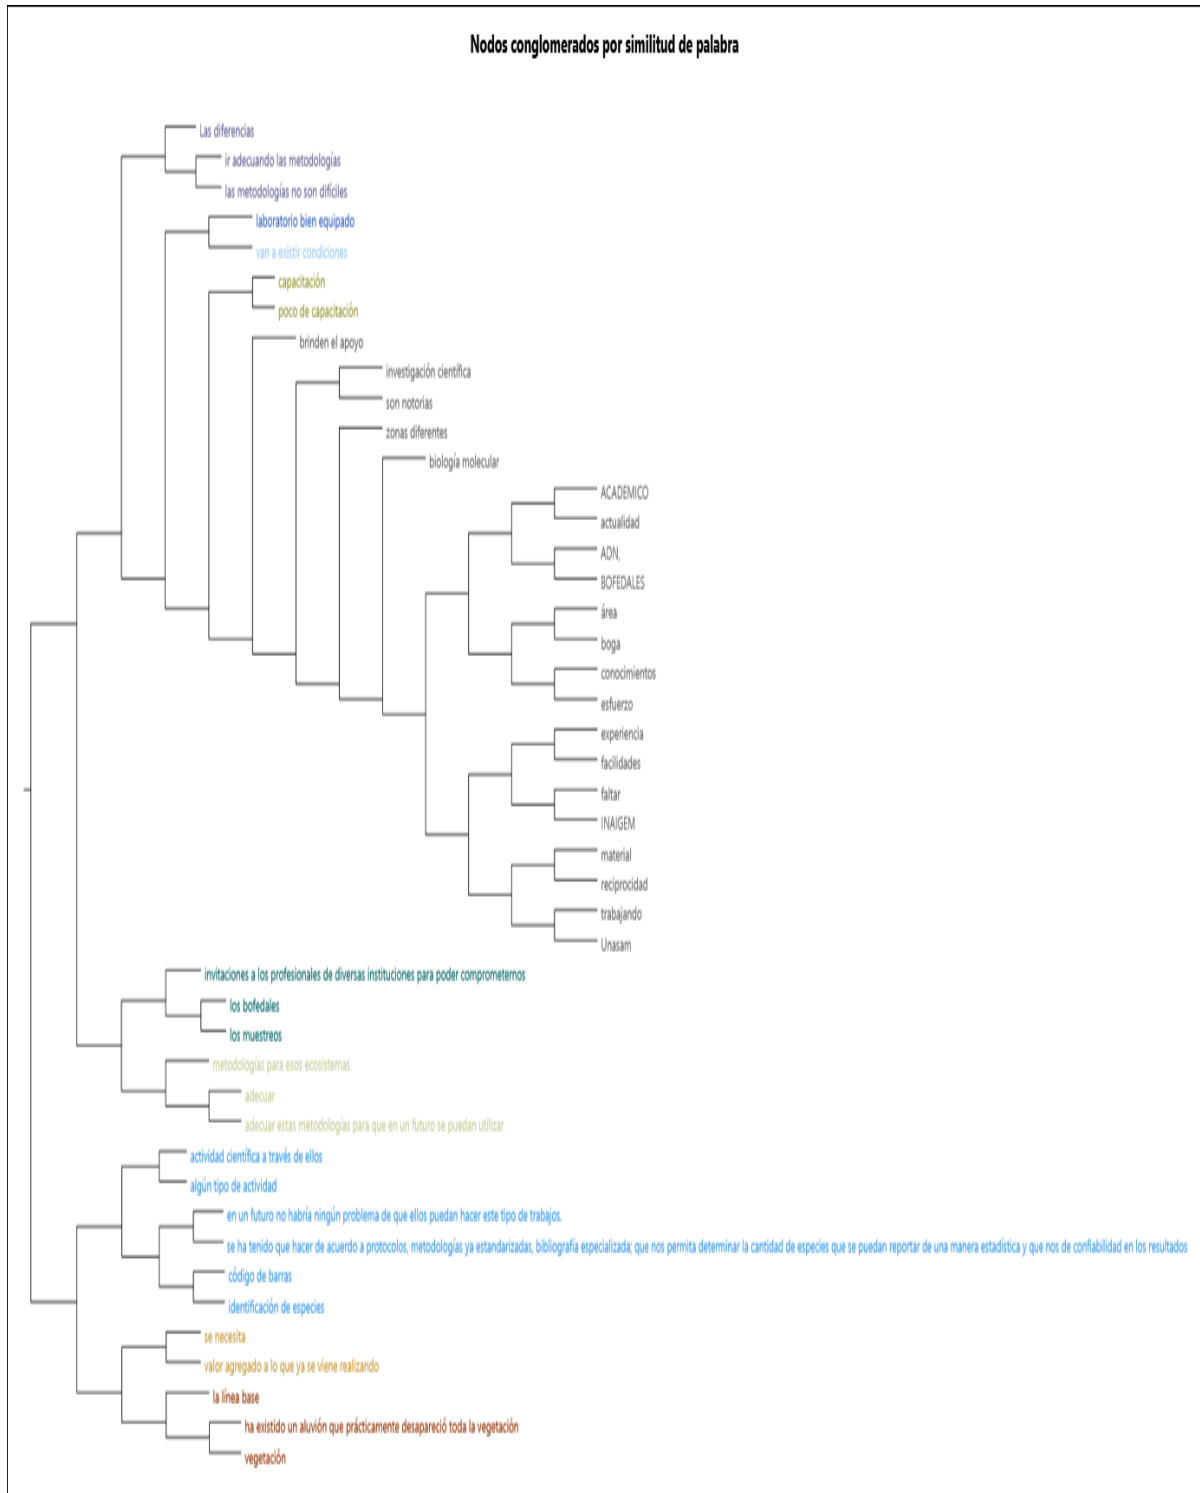 Nodos conglomerados por similitud de palabra
Las diferencias
ir adecuando las metodologías
las metodologías no son difíciles
laboratorio bien equipado
van a existir condiciones
capacitación
poco de capacitación
brinden el apoyo
investigación científica
son notorias
zonas diferentes
biología molecular
ACADEMICO
actualidad
ADN,
BOFEDALES
área
boga
conocimientos
esfuerzo
experiencia
facilidades
faltar
INAIGEM
material
reciprocidad
trabajando
Unasam
invitaciones a los profesionales de diversas instituciones para poder comprometernos
los bofedales
los muestreos
metodologías para esos ecosistemas
adecuar
adecuar estas metodologías para que en un futuro se puedan utilizar
actividad científica a través de ellos
algún tipo de actividad
en un futuro no habría ningún problema de que ellos puedan hacer este tipo de trabajos.
se ha tenido que hacer de acuerdo a protocolos, metodologías ya estandarizadas, bibliografía especializada; que nos permita determinar la cantidad de especies que se puedan reportar de una manera estadística y que nos de confiabilidad en los resultados
código de barras
identificación de especies
se necesita
valor agregado a lo que ya se viene realizando
la línea base
ha existido un aluvión que prácticamente desapareció toda la vegetación
vegetación